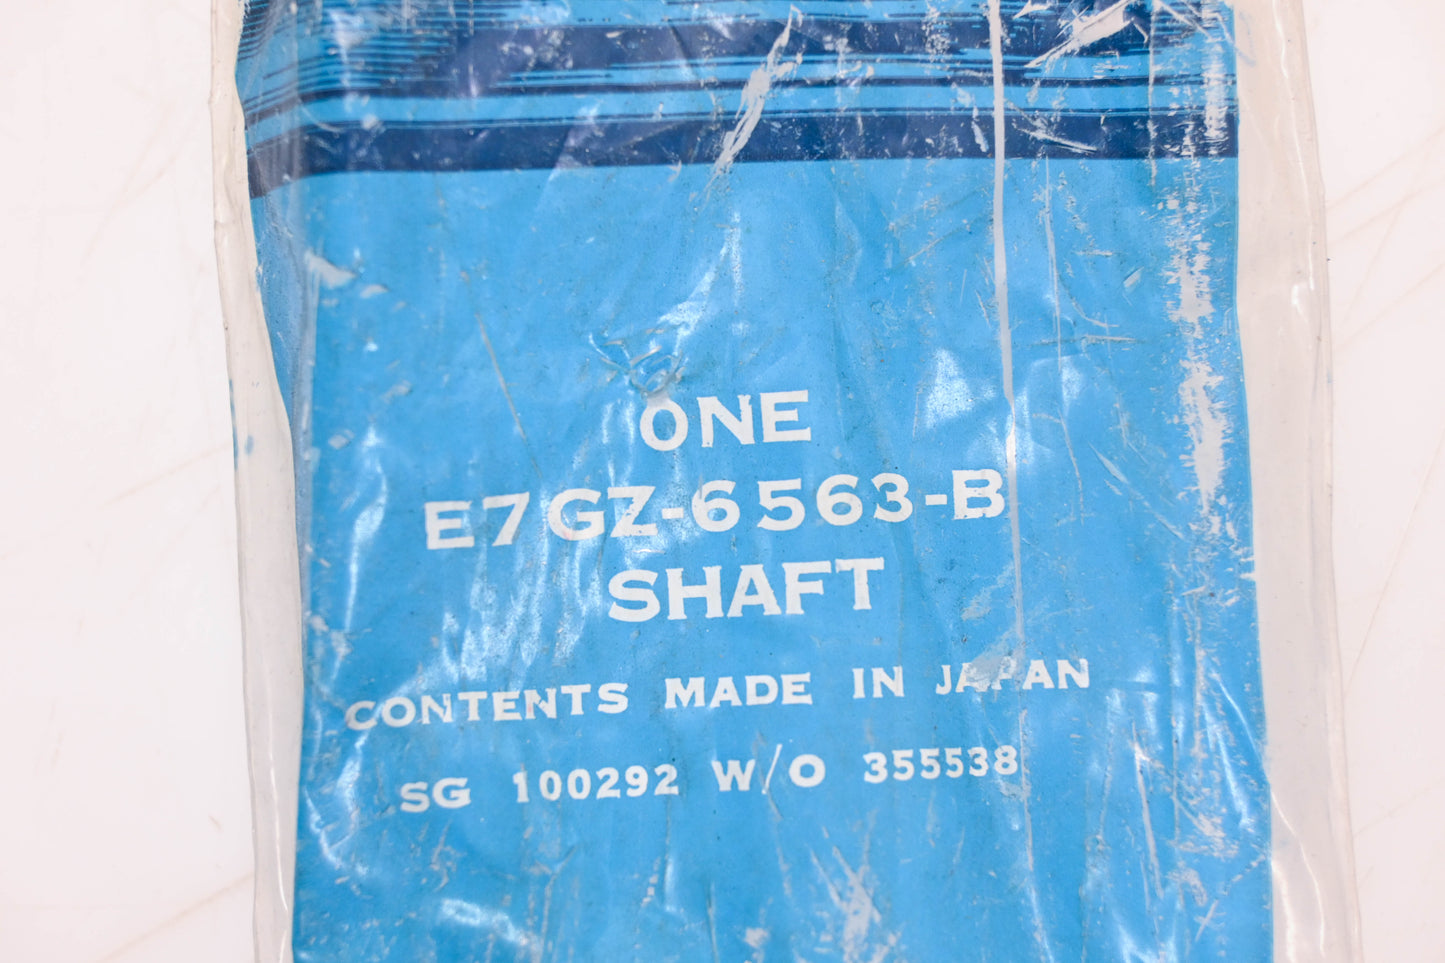 ONE
E7GZ-6563-B
SHAFT
CONTENTS MADE IN JAPAN
SG 100292 W/O 355538